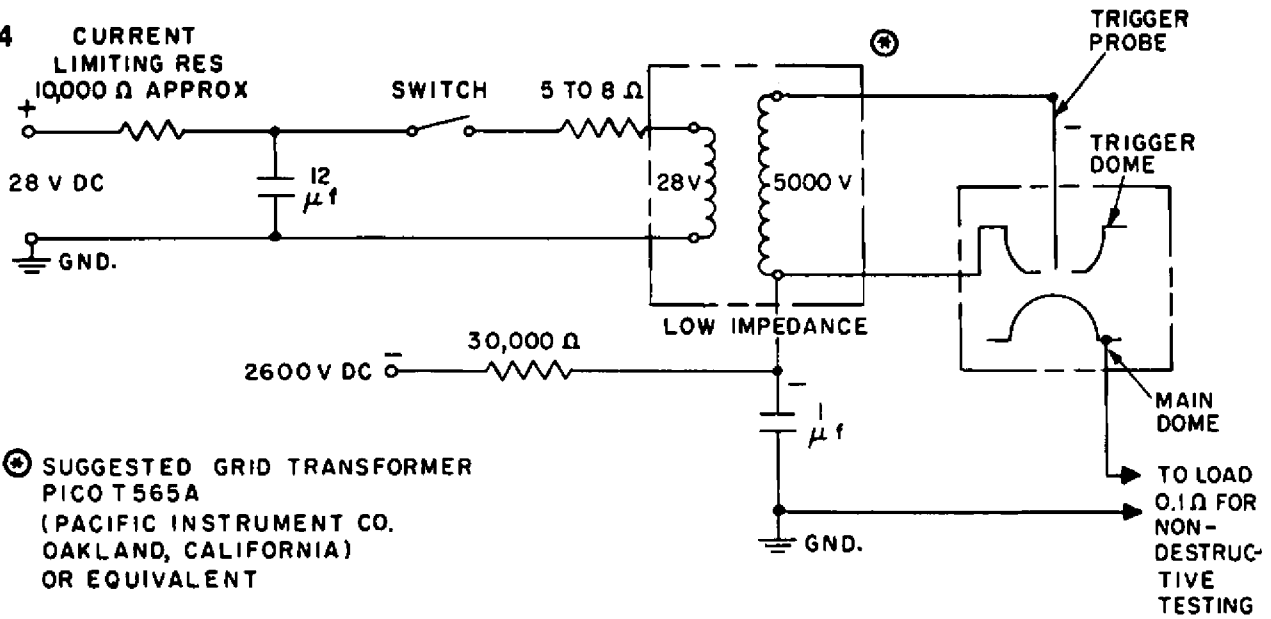 4
CURRENT
LIMITING RES
10,000 Ω APPROX
+
SWITCH
5 TO 8 Ω
⊛
TRIGGER
PROBE
−
TRIGGER
DOME
28 V DC
12
μf
28V
5000 V
GND.
LOW IMPEDANCE
30,000 Ω
2600 V DC −
−
1
μf
MAIN
DOME
⊛ SUGGESTED GRID TRANSFORMER
PICO T565A
(PACIFIC INSTRUMENT CO.
OAKLAND, CALIFORNIA)
OR EQUIVALENT
GND.
TO LOAD
0.1Ω FOR
NON-
DESTRUC-
TIVE
TESTING